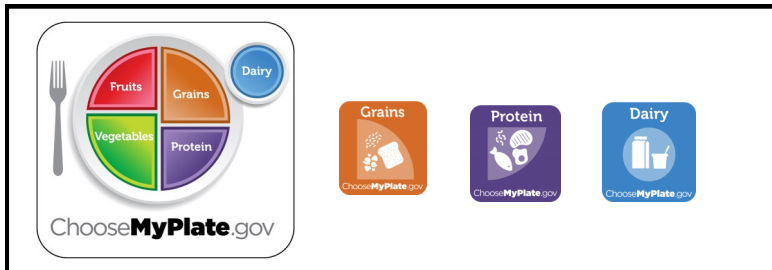 Fruits
Grains
Dairy
Vegetables
Protein
ChooseMyPlate.gov
Grains
ChooseMyPlate.gov
Protein
ChooseMyPlate.gov
Dairy
ChooseMyPlate.gov